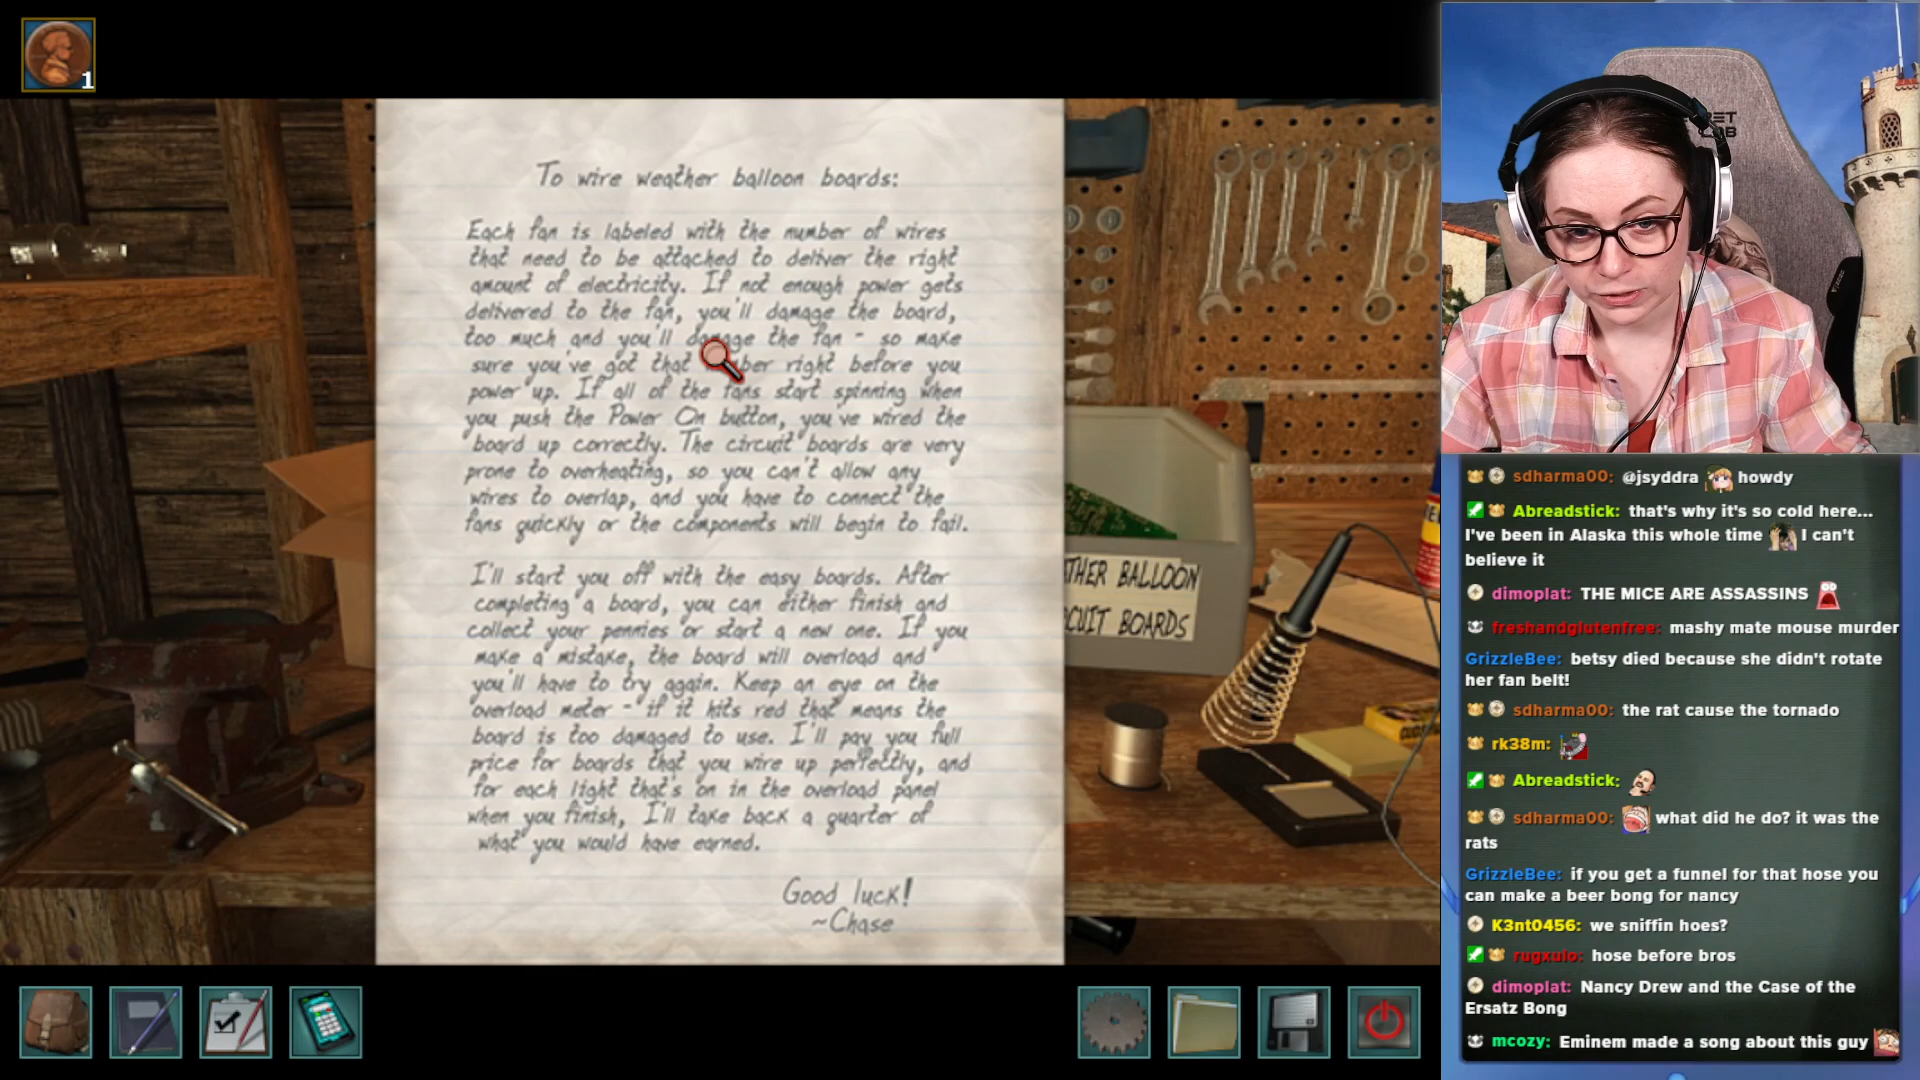 1
To wire weather balloon boards:
Each fan is labeled with the number of wires
that need to be attached to deliver the right
amount of electricity. If not enough power gets
delivered to the fan, you'll damage the board,
too much and you'll damage the fan - so make
sure you've got that number right before you
power up. If all of the fans start spinning when
you push the Power On button, you've wired the
board up correctly. The circuit boards are very
prone to overheating, so you can't allow any
wires to overlap, and you have to connect the
fans quickly or the components will begin to fail.
I'll start you off with the easy boards. After
completing a board, you can either finish and
collect your pennies or start a new one. If you
make a mistake, the board will overload and
you'll have to try again. Keep an eye on the
overload meter - if it hits red that means the
board is too damaged to use. I'll pay you full
price for boards that you wire up perfectly, and
for each light that's on in the overload panel
when you finish, I'll take back a quarter of
what you would have earned.
Good luck!
~Chase
THER BALLOON
CUIT BOARDS
sdharma00: @jsyddra howdy
Abreadstick: that's why it's so cold here...
I've been in Alaska this whole time I can't
believe it
dimoplat: THE MICE ARE ASSASSINS
freshandglutenfree: mashy mate mouse murder
GrizzleBee: betsy died because she didn't rotate
her fan belt!
sdharma00: the rat cause the tornado
rk38m:
Abreadstick:
sdharma00: what did he do? it was the
rats
GrizzleBee: if you get a funnel for that hose you
can make a beer bong for nancy
K3nt0456: we sniffin hoes?
rugxulo: hose before bros
dimoplat: Nancy Drew and the Case of the
Ersatz Bong
mcozy: Eminem made a song about this guy